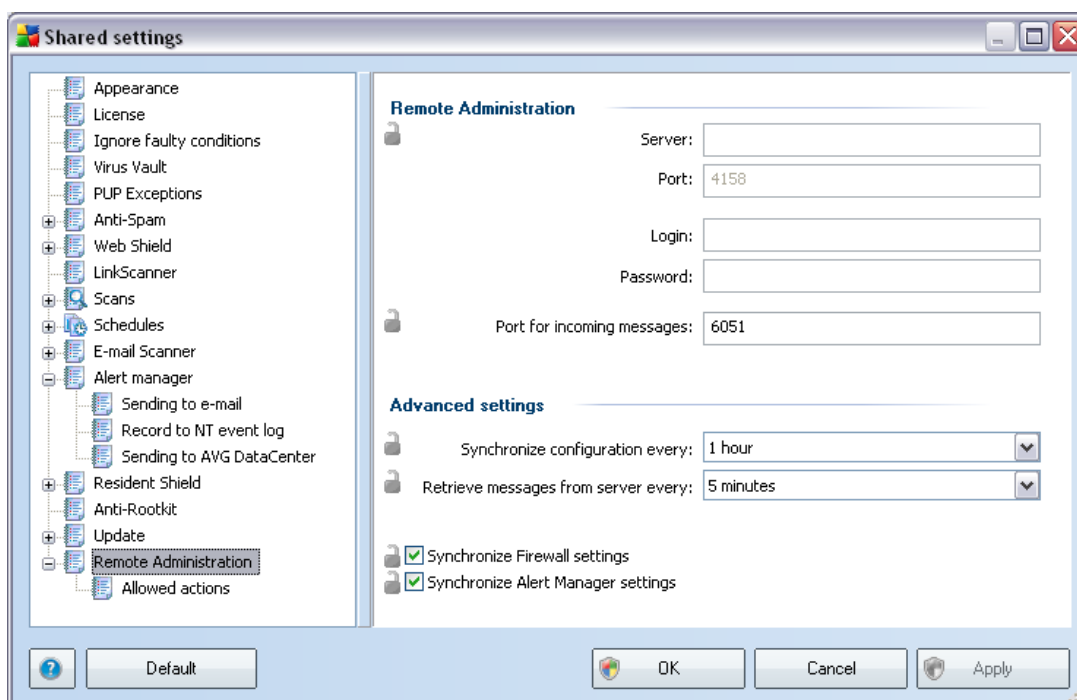 Shared settings
Appearance
License
Ignore faulty conditions
Virus Vault
PUP Exceptions
Anti-Spam
Web Shield
LinkScanner
Scans
Schedules
E-mail Scanner
Alert manager
Sending to e-mail
Record to NT event log
Sending to AVG DataCenter
Resident Shield
Anti-Rootkit
Update
Remote Administration
Allowed actions
Remote Administration
Server:
Port: 4158
Login:
Password:
Port for incoming messages: 6051
Advanced settings
Synchronize configuration every: 1 hour
Retrieve messages from server every: 5 minutes
Synchronize Firewall settings
Synchronize Alert Manager settings
? Default OK Cancel Apply